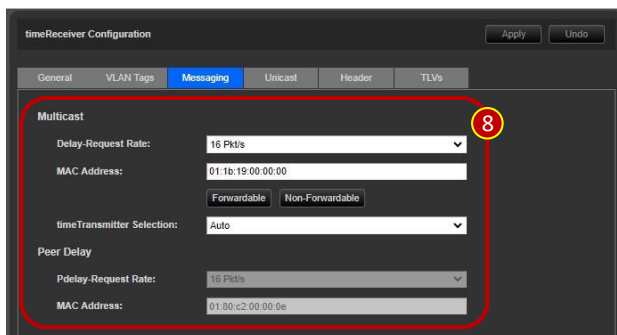 timeReceiver Configuration Apply Undo
General VLAN Tags Messaging Unicast Header TLVs
Multicast
8
Delay-Request Rate: 16 Pkt/s
MAC Address: 01:1b:19:00:00:00
Forwardable Non-Forwardable
timeTransmitter Selection: Auto
Peer Delay
Pdelay-Request Rate: 16 Pkt/s
MAC Address: 01:80:c2:00:00:0e